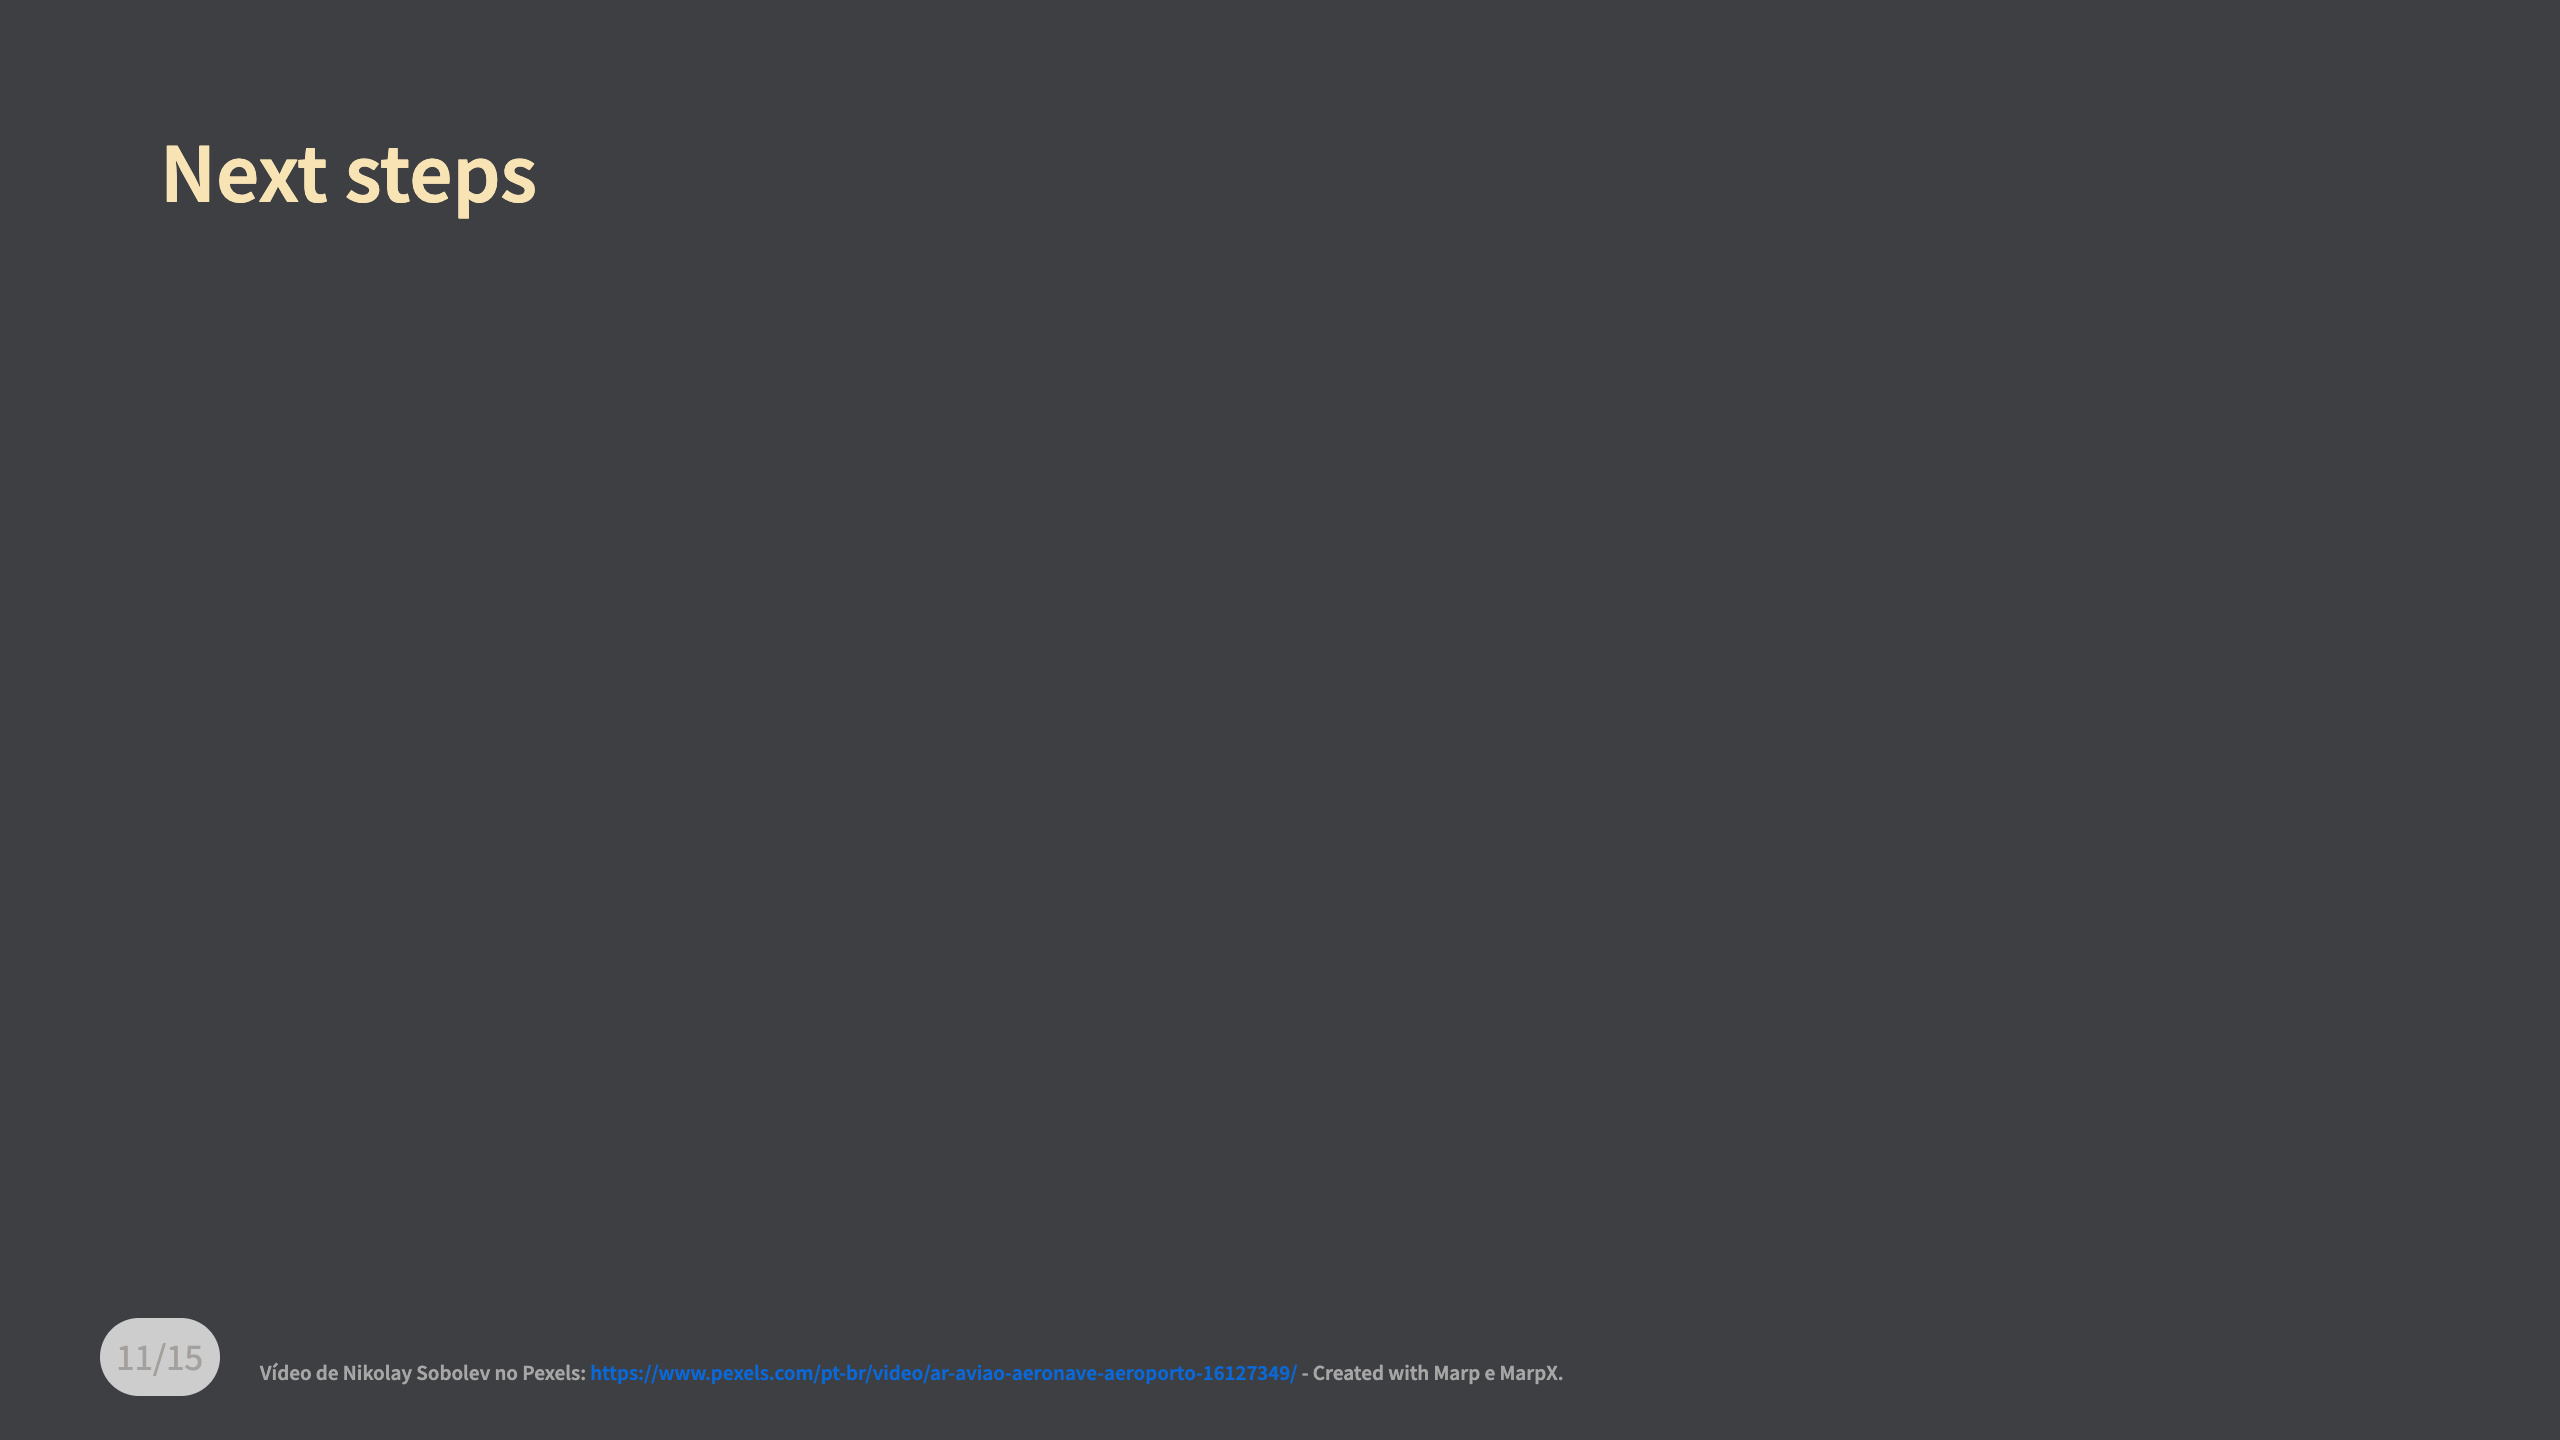 Next steps
11/15
Vídeo de Nikolay Sobolev no Pexels: https://www.pexels.com/pt-br/video/ar-aviao-aeronave-aeroporto-16127349/ - Created with Marp e MarpX.